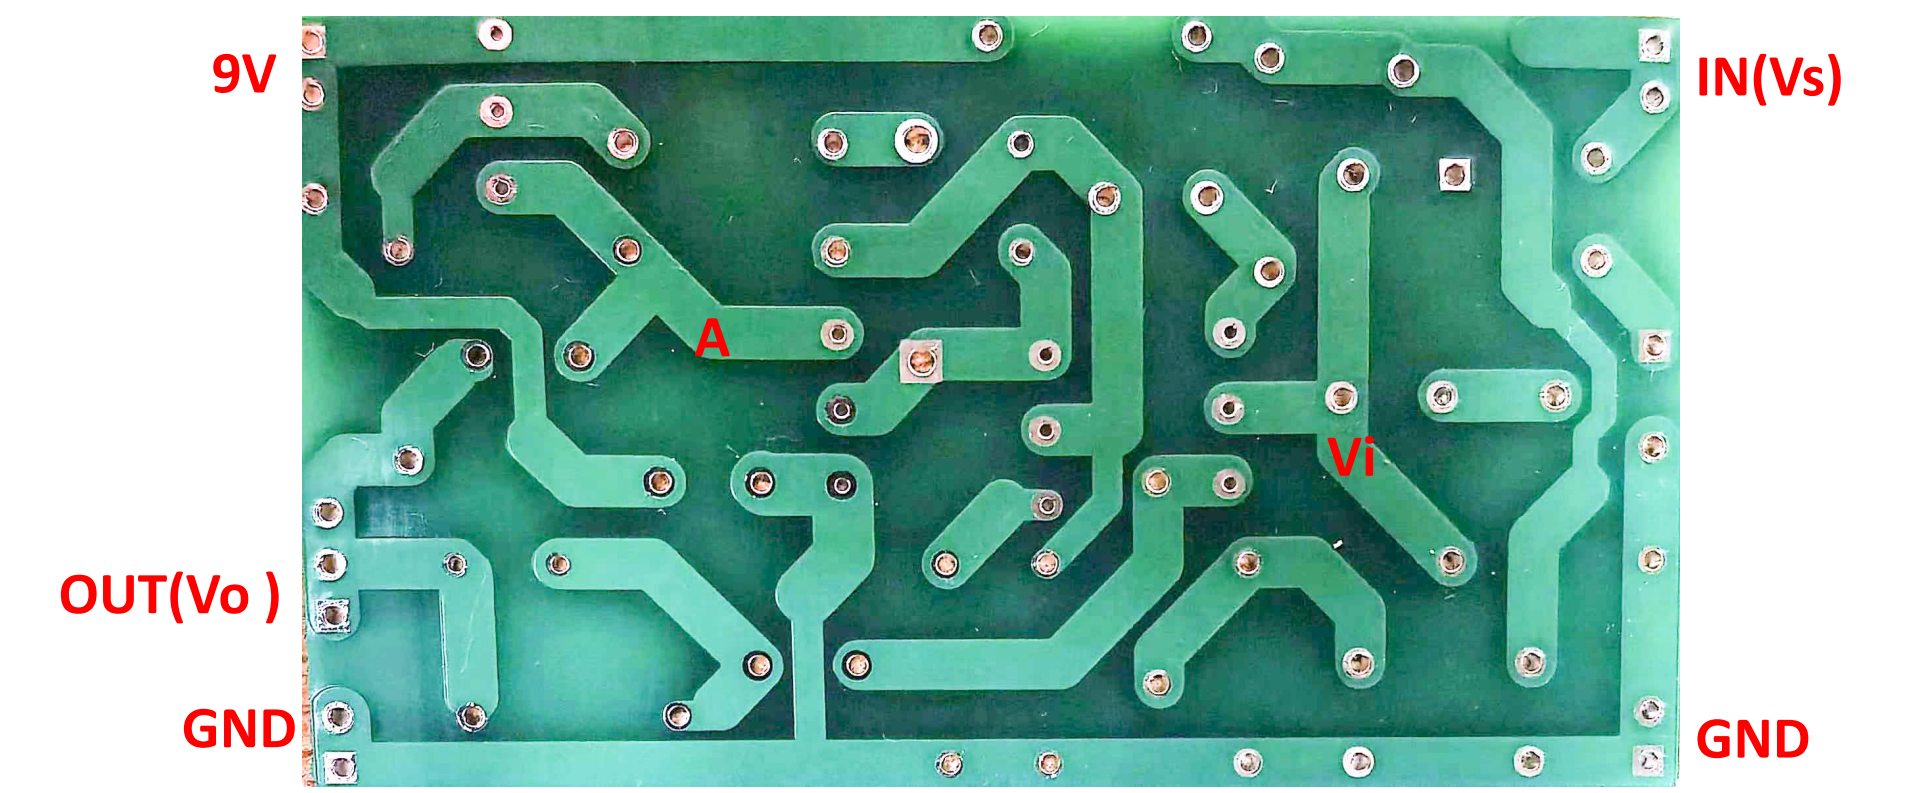 9V
IN(Vs)
A
Vi
OUT(Vo )
GND
GND